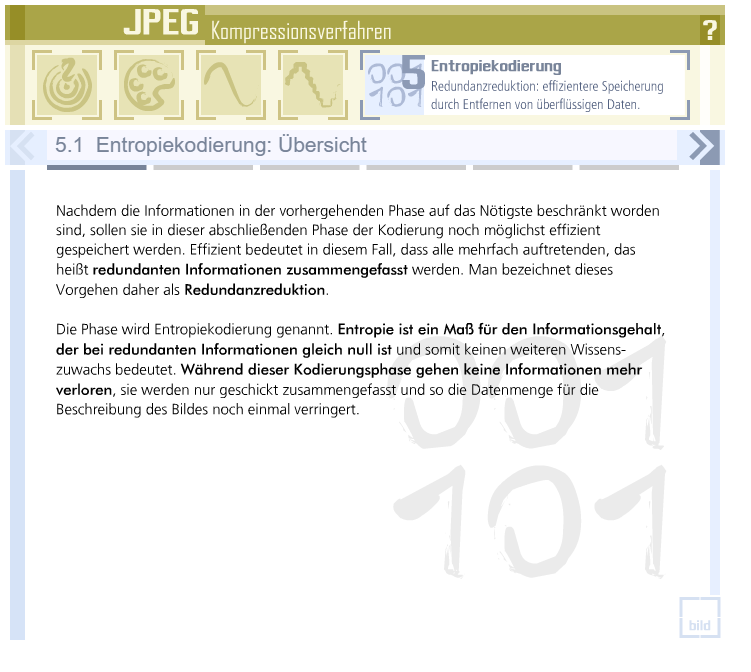 JPEG Kompressionsverfahren ?
001
101
5 Entropiekodierung
Redundanzreduktion: effizientere Speicherung
durch Entfernen von überflüssigen Daten.
5.1 Entropiekodierung: Übersicht
Nachdem die Informationen in der vorhergehenden Phase auf das Nötigste beschränkt worden
sind, sollen sie in dieser abschließenden Phase der Kodierung noch möglichst effizient
gespeichert werden. Effizient bedeutet in diesem Fall, dass alle mehrfach auftretenden, das
heißt redundanten Informationen zusammengefasst werden. Man bezeichnet dieses
Vorgehen daher als Redundanzreduktion.
Die Phase wird Entropiekodierung genannt. Entropie ist ein Maß für den Informationsgehalt,
der bei redundanten Informationen gleich null ist und somit keinen weiteren Wissens-
zuwachs bedeutet. Während dieser Kodierungsphase gehen keine Informationen mehr
verloren, sie werden nur geschickt zusammengefasst und so die Datenmenge für die
Beschreibung des Bildes noch einmal verringert.
001
101
bild